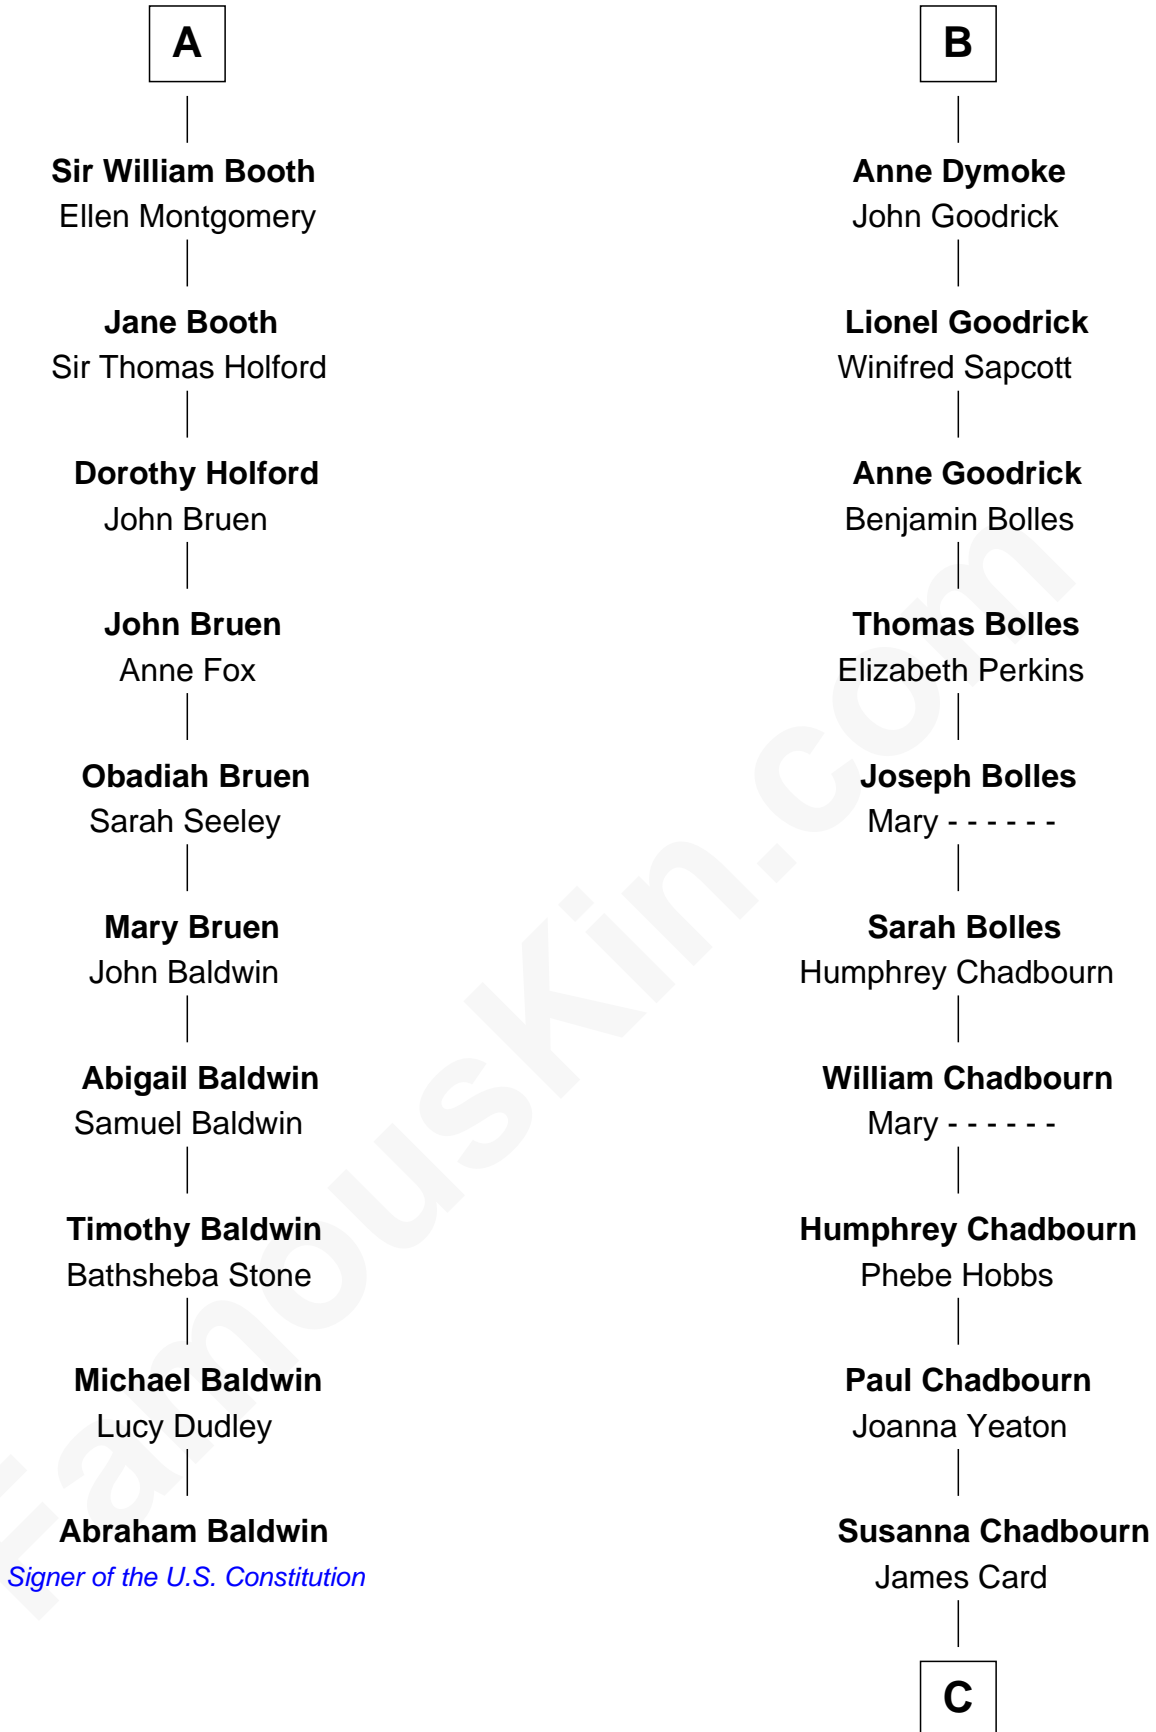 A
Sir William Booth
Ellen Montgomery
Jane Booth
Sir Thomas Holford
Dorothy Holford
John Bruen
John Bruen
Anne Fox
Obadiah Bruen
Sarah Seeley
Mary Bruen
John Baldwin
Abigail Baldwin
Samuel Baldwin
Timothy Baldwin
Bathsheba Stone
Michael Baldwin
Lucy Dudley
Abraham Baldwin
Signer of the U.S. Constitution
B
Anne Dymoke
John Goodrick
Lionel Goodrick
Winifred Sapcott
Anne Goodrick
Benjamin Bolles
Thomas Bolles
Elizabeth Perkins
Joseph Bolles
Mary - - - - - -
Sarah Bolles
Humphrey Chadbourn
William Chadbourn
Mary - - - - - -
Humphrey Chadbourn
Phebe Hobbs
Paul Chadbourn
Joanna Yeaton
Susanna Chadbourn
James Card
C
FamousKin.com